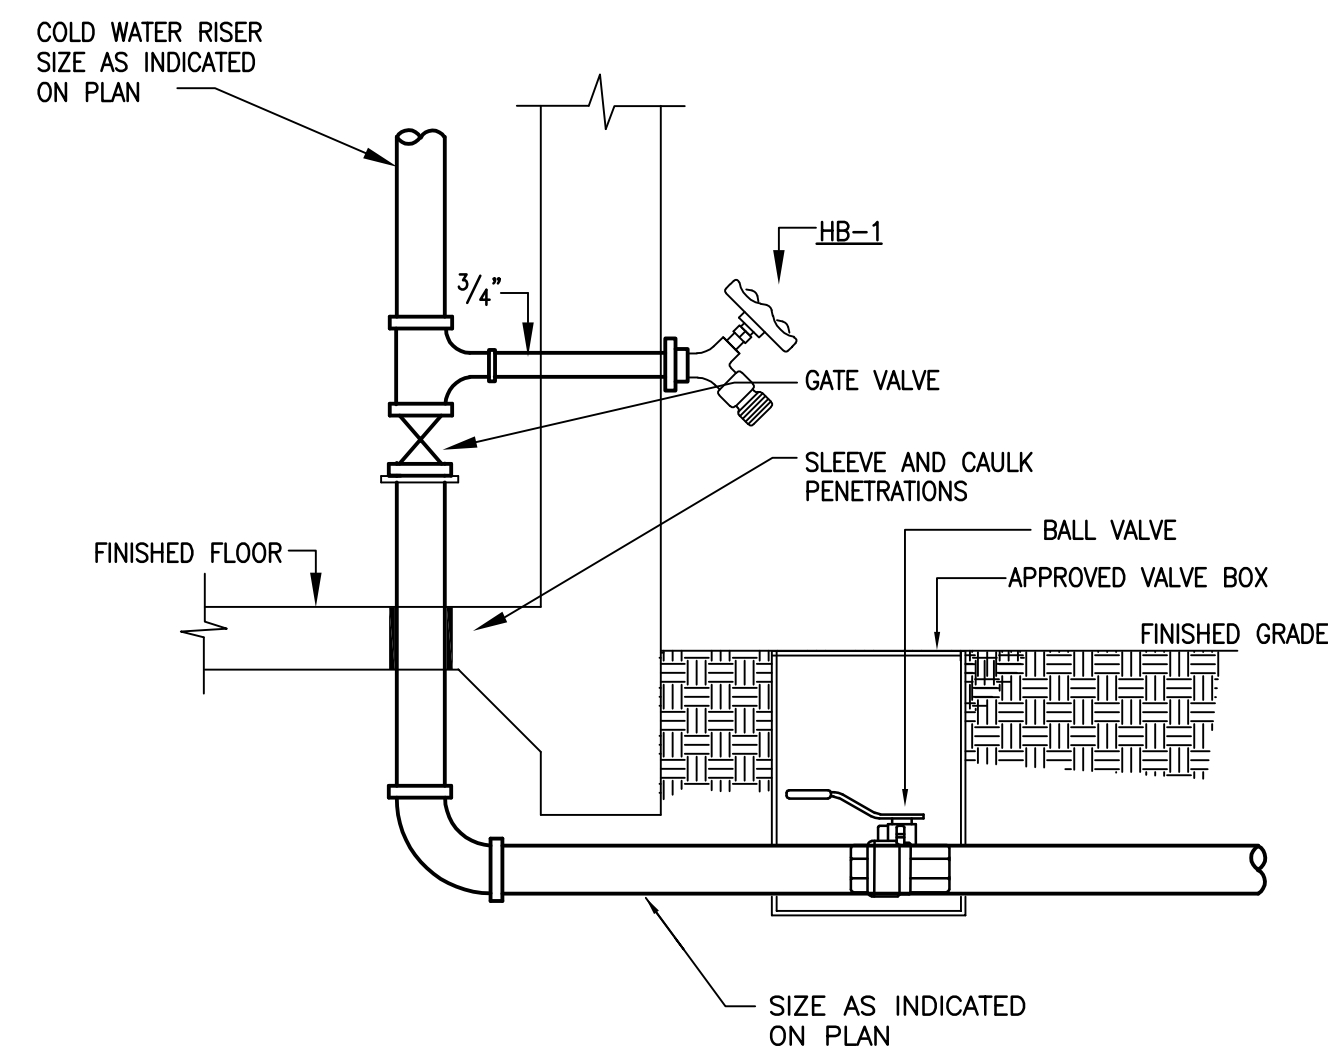 COLD WATER RISER
SIZE AS INDICATED
ON PLAN
HB-1
3/4"
GATE VALVE
SLEEVE AND CAULK
PENETRATIONS
BALL VALVE
FINISHED FLOOR
APPROVED VALVE BOX
FINISHED GRADE
SIZE AS INDICATED
ON PLAN